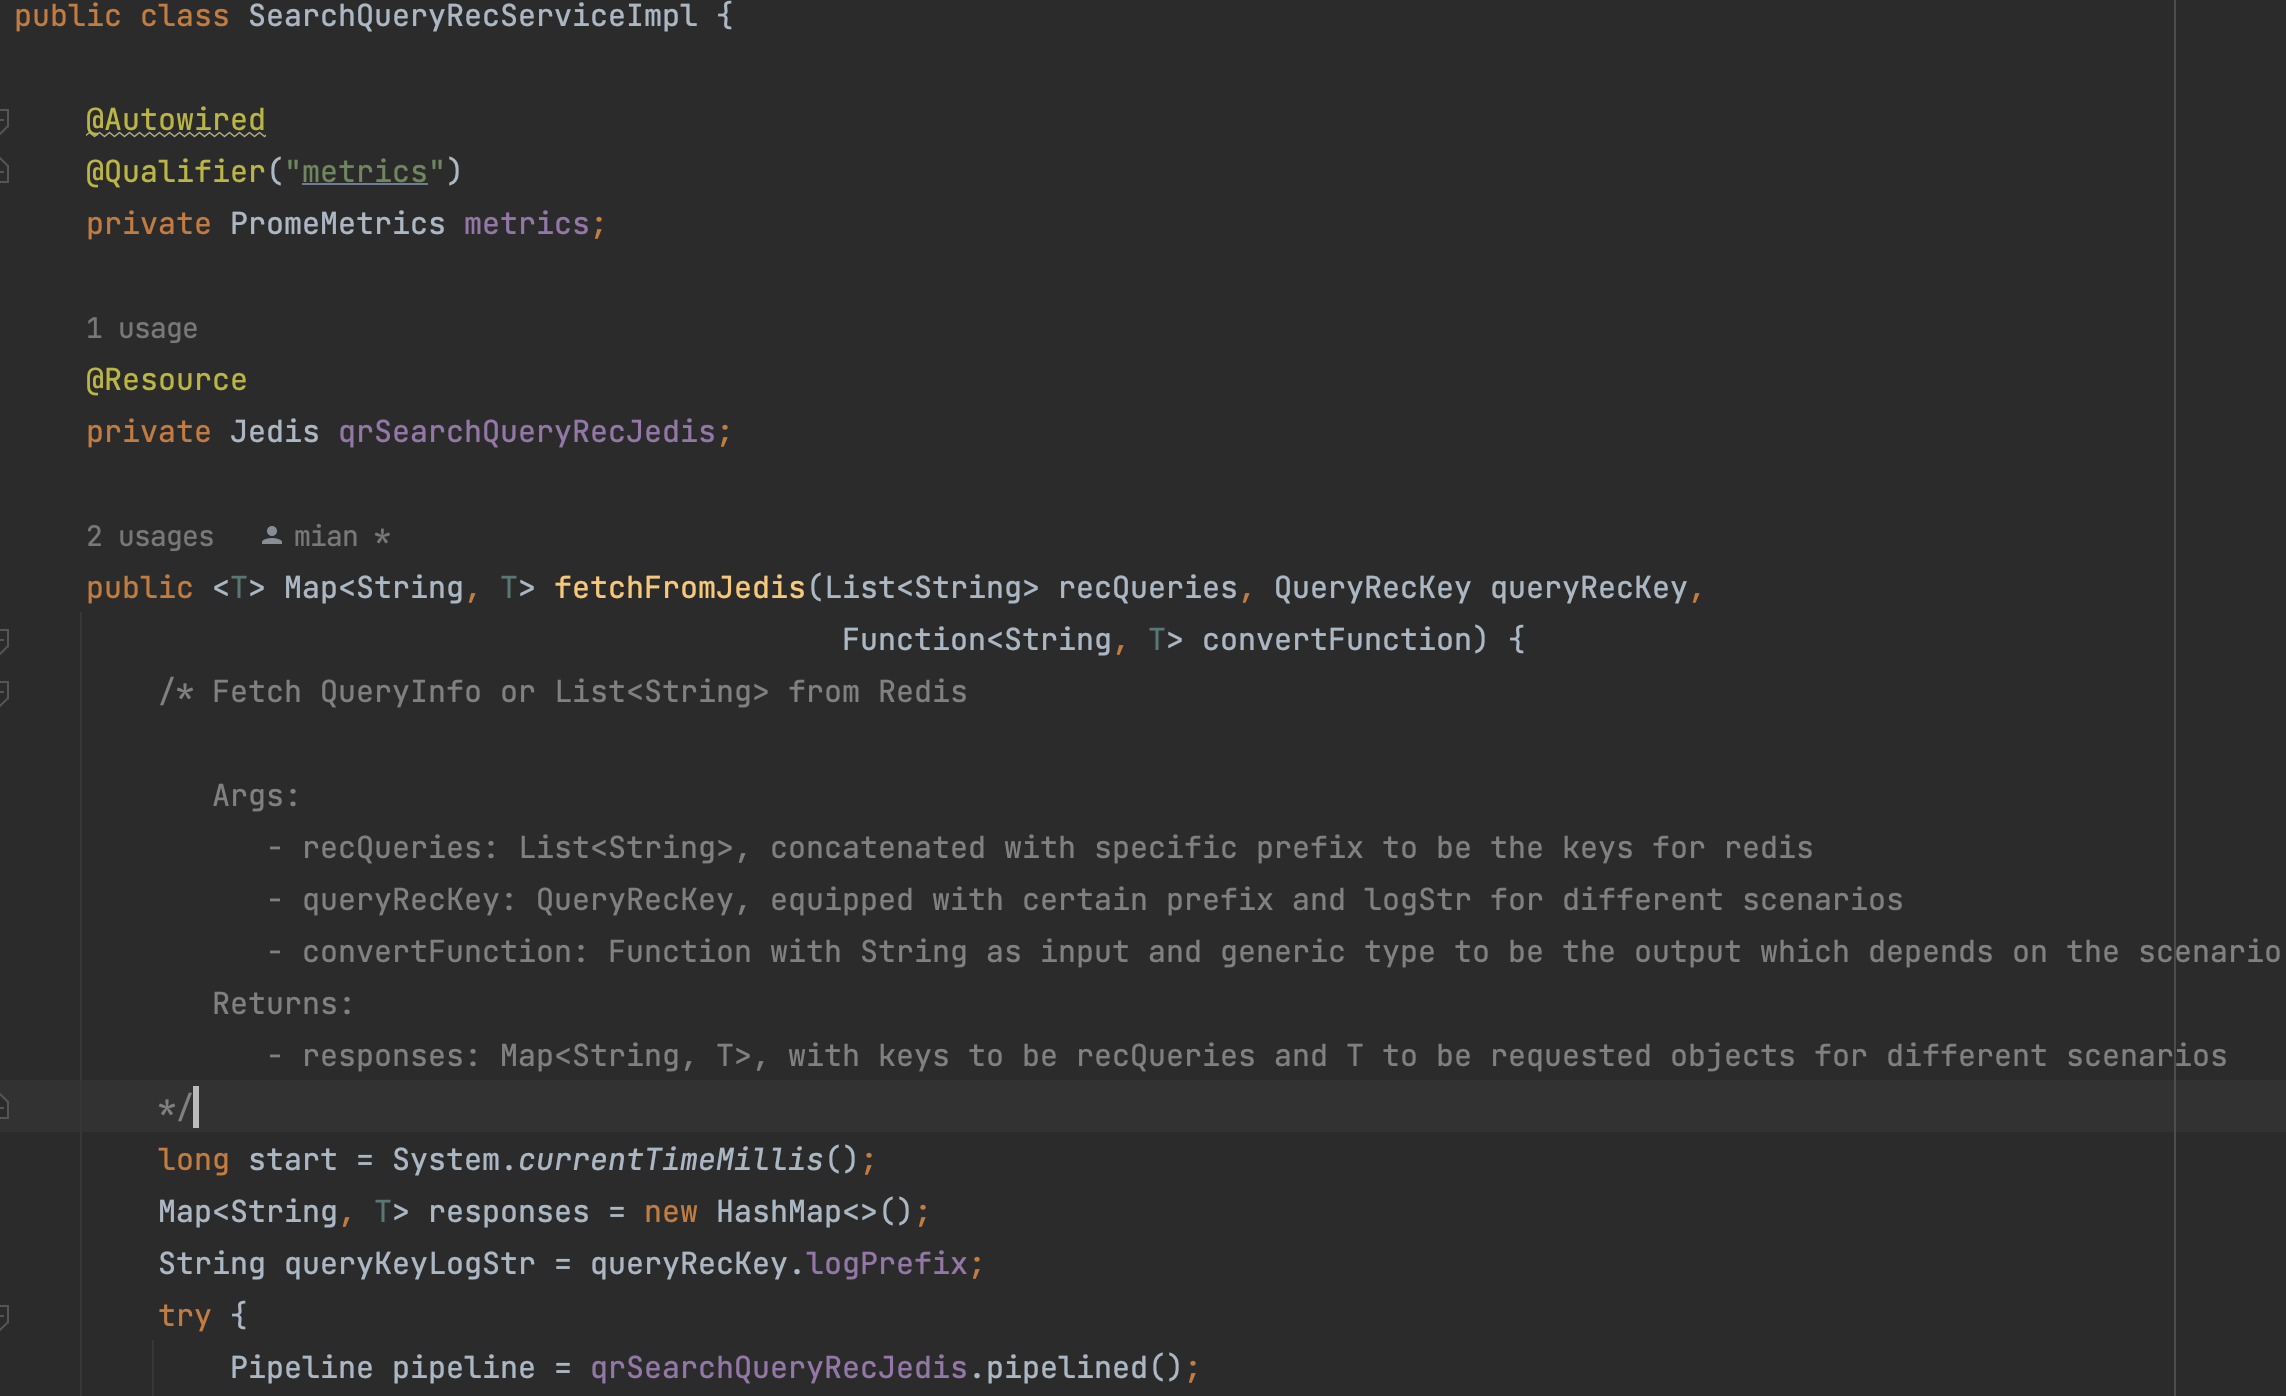 public class SearchQueryRecServiceImpl {
@Autowired
@Qualifier("metrics")
private PromeMetrics metrics;
1 usage
@Resource
private Jedis qrSearchQueryRecJedis;
2 usages mian *
public <T> Map<String, T> fetchFromJedis(List<String> recQueries, QueryRecKey queryRecKey,
Function<String, T> convertFunction) {
/* Fetch QueryInfo or List<String> from Redis
Args:
- recQueries: List<String>, concatenated with specific prefix to be the keys for redis
- queryRecKey: QueryRecKey, equipped with certain prefix and logStr for different scenarios
- convertFunction: Function with String as input and generic type to be the output which depends on the scenario
Returns:
- responses: Map<String, T>, with keys to be recQueries and T to be requested objects for different scenarios
*/
long start = System.currentTimeMillis();
Map<String, T> responses = new HashMap<>();
String queryKeyLogStr = queryRecKey.logPrefix;
try {
Pipeline pipeline = qrSearchQueryRecJedis.pipelined();